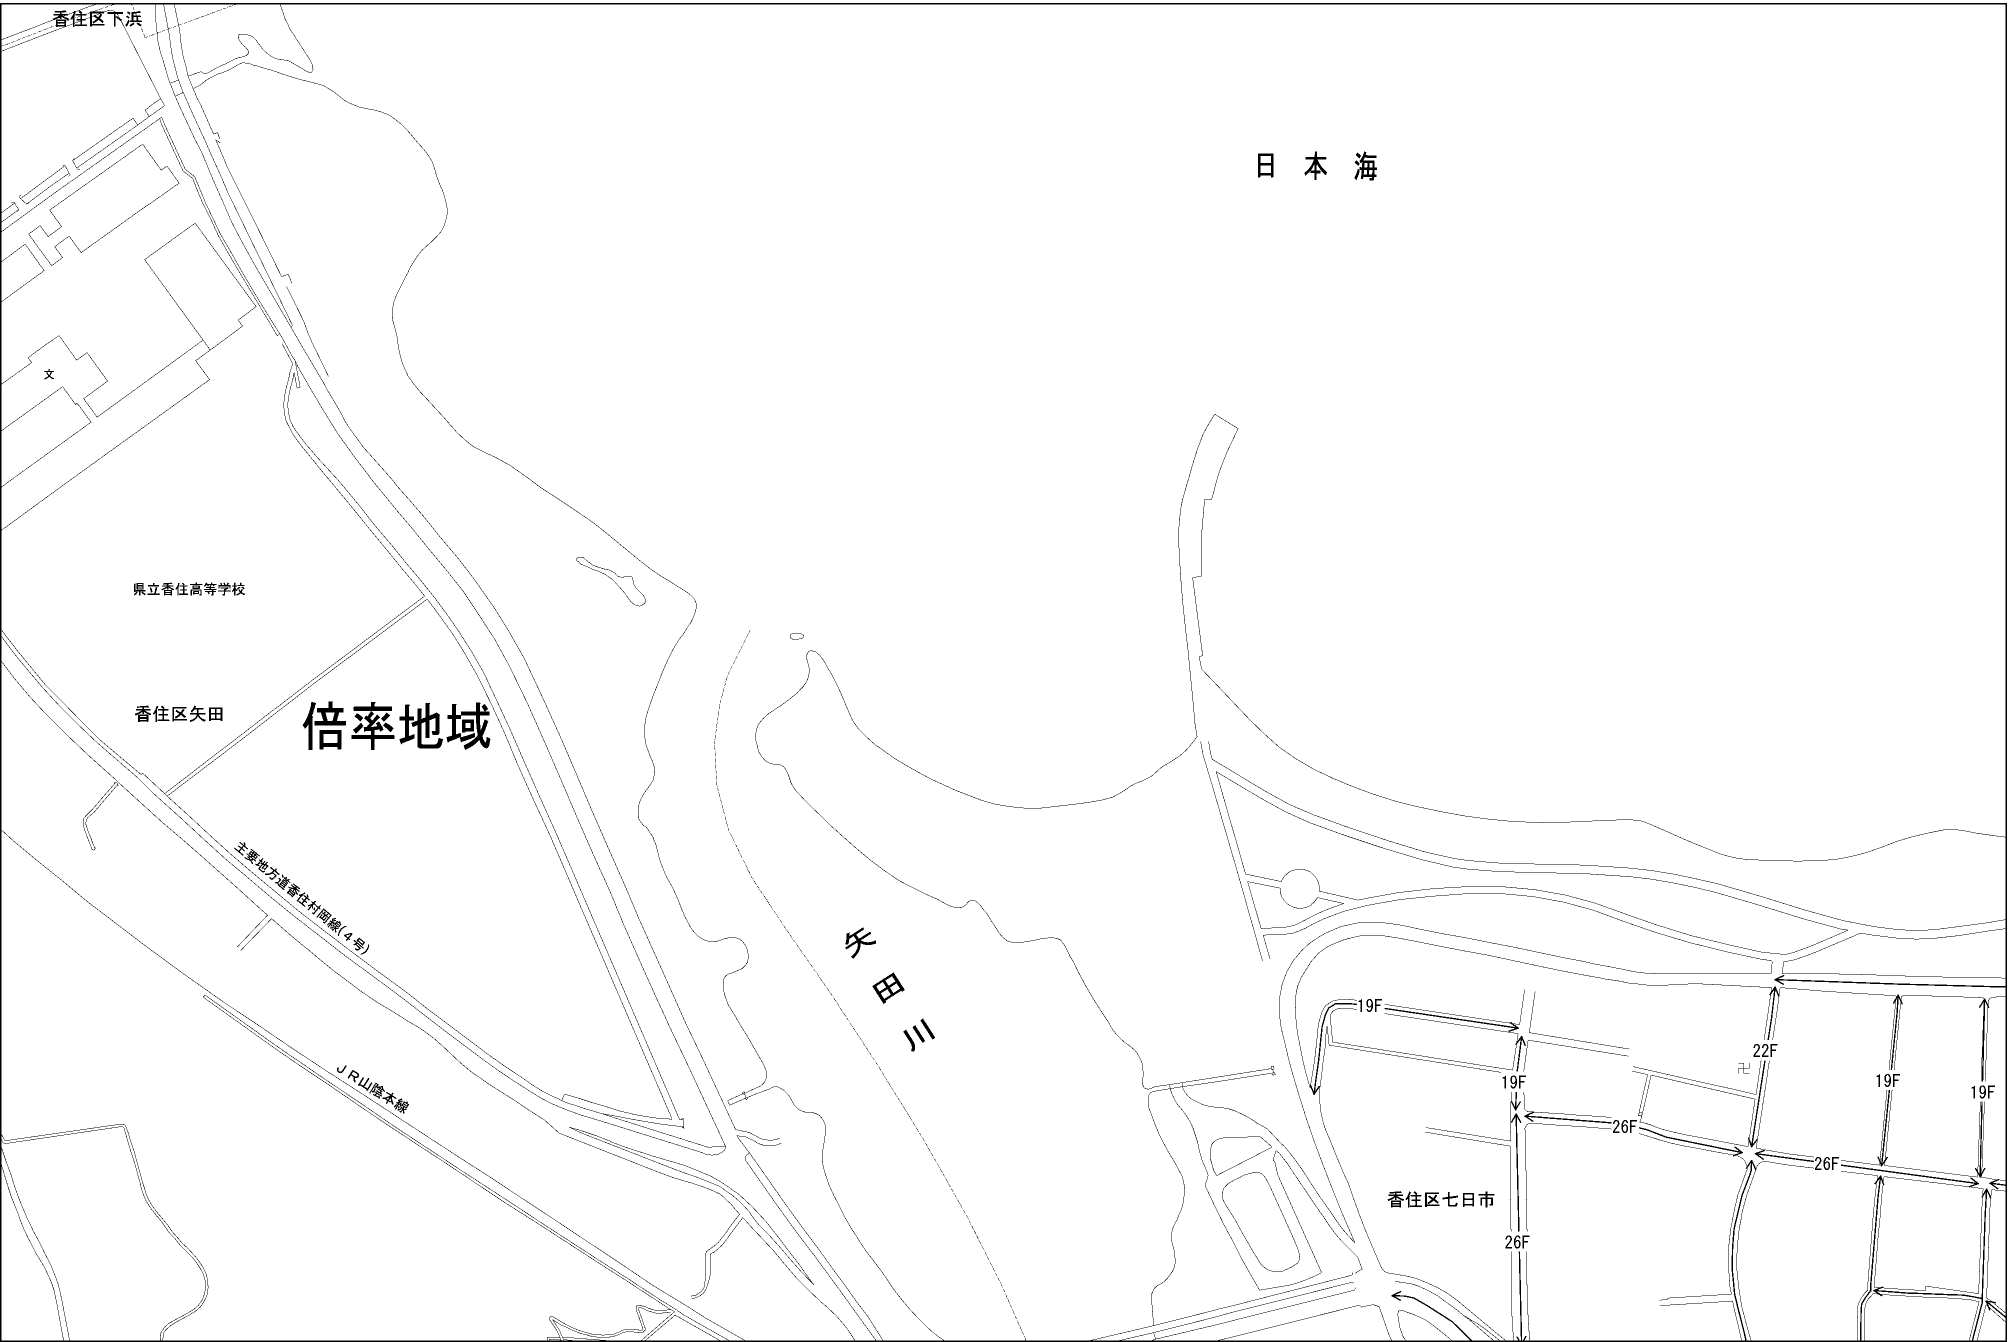 香住区下浜
日本海
文
県立香住高等学校
香住区矢田
倍率地域
主要地方道香住村岡線(4号)
矢田川
JR山陰本線
19F
22F
19F
19F
19F
26F
26F
香住区七日市
26F